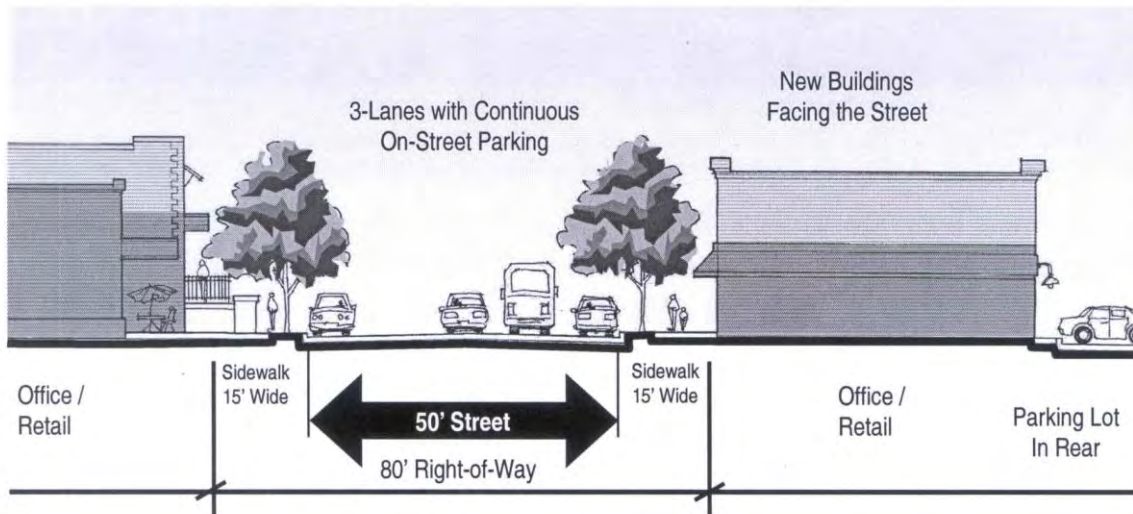 New Buildings
Facing the Street
3-Lanes with Continuous
On-Street Parking
Sidewalk
15' Wide
Sidewalk
15' Wide
Office /
Retail
50' Street
80' Right-of-Way
Office /
Retail
Parking Lot
In Rear